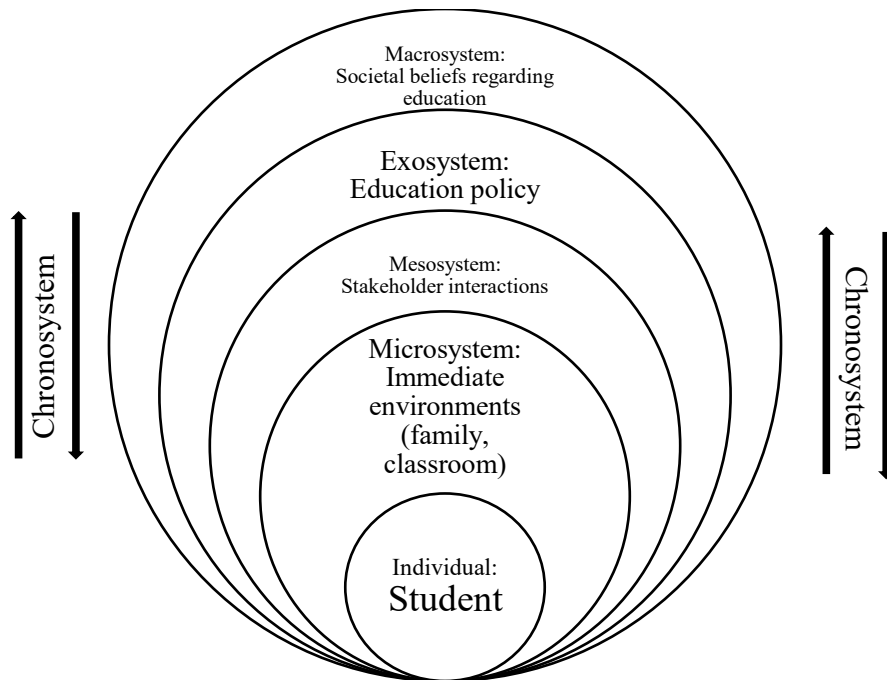 Macrosystem:
Societal beliefs regarding
education
Exosystem:
Education policy
Mesosystem:
Stakeholder interactions
Microsystem:
Immediate
environments
(family,
classroom)
Individual:
Student
Chronosystem
Chronosystem